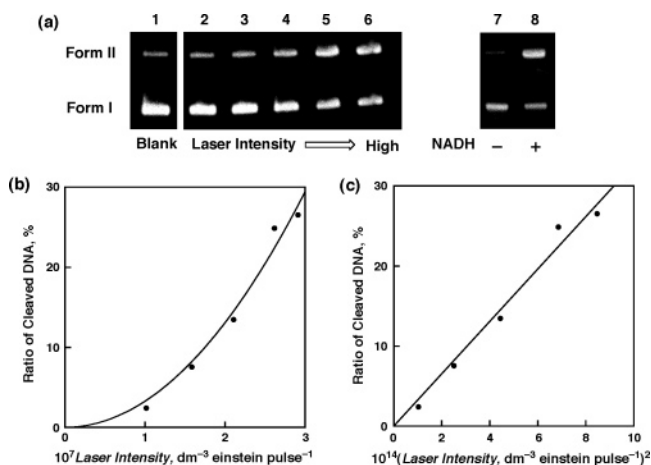 (a)
1 2 3 4 5 6 7 8
Form II
Form I
Blank Laser Intensity High NADH – +
(b)
30
20
10
0
Ratio of Cleaved DNA, %
0 1 2 3
10⁷Laser Intensity, dm⁻³ einstein pulse⁻¹
(c)
30
20
10
0
Ratio of Cleaved DNA, %
0 2 4 6 8 10
10¹⁴(Laser Intensity, dm⁻³ einstein pulse⁻¹)²